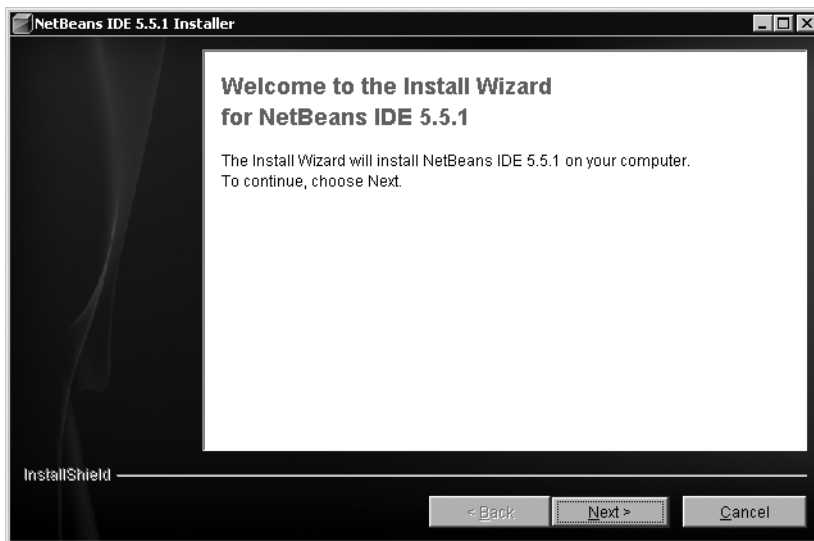 NetBeans IDE 5.5.1 Installer
Welcome to the Install Wizard
for NetBeans IDE 5.5.1
The Install Wizard will install NetBeans IDE 5.5.1 on your computer.
To continue, choose Next.
InstallShield
< Back Next > Cancel